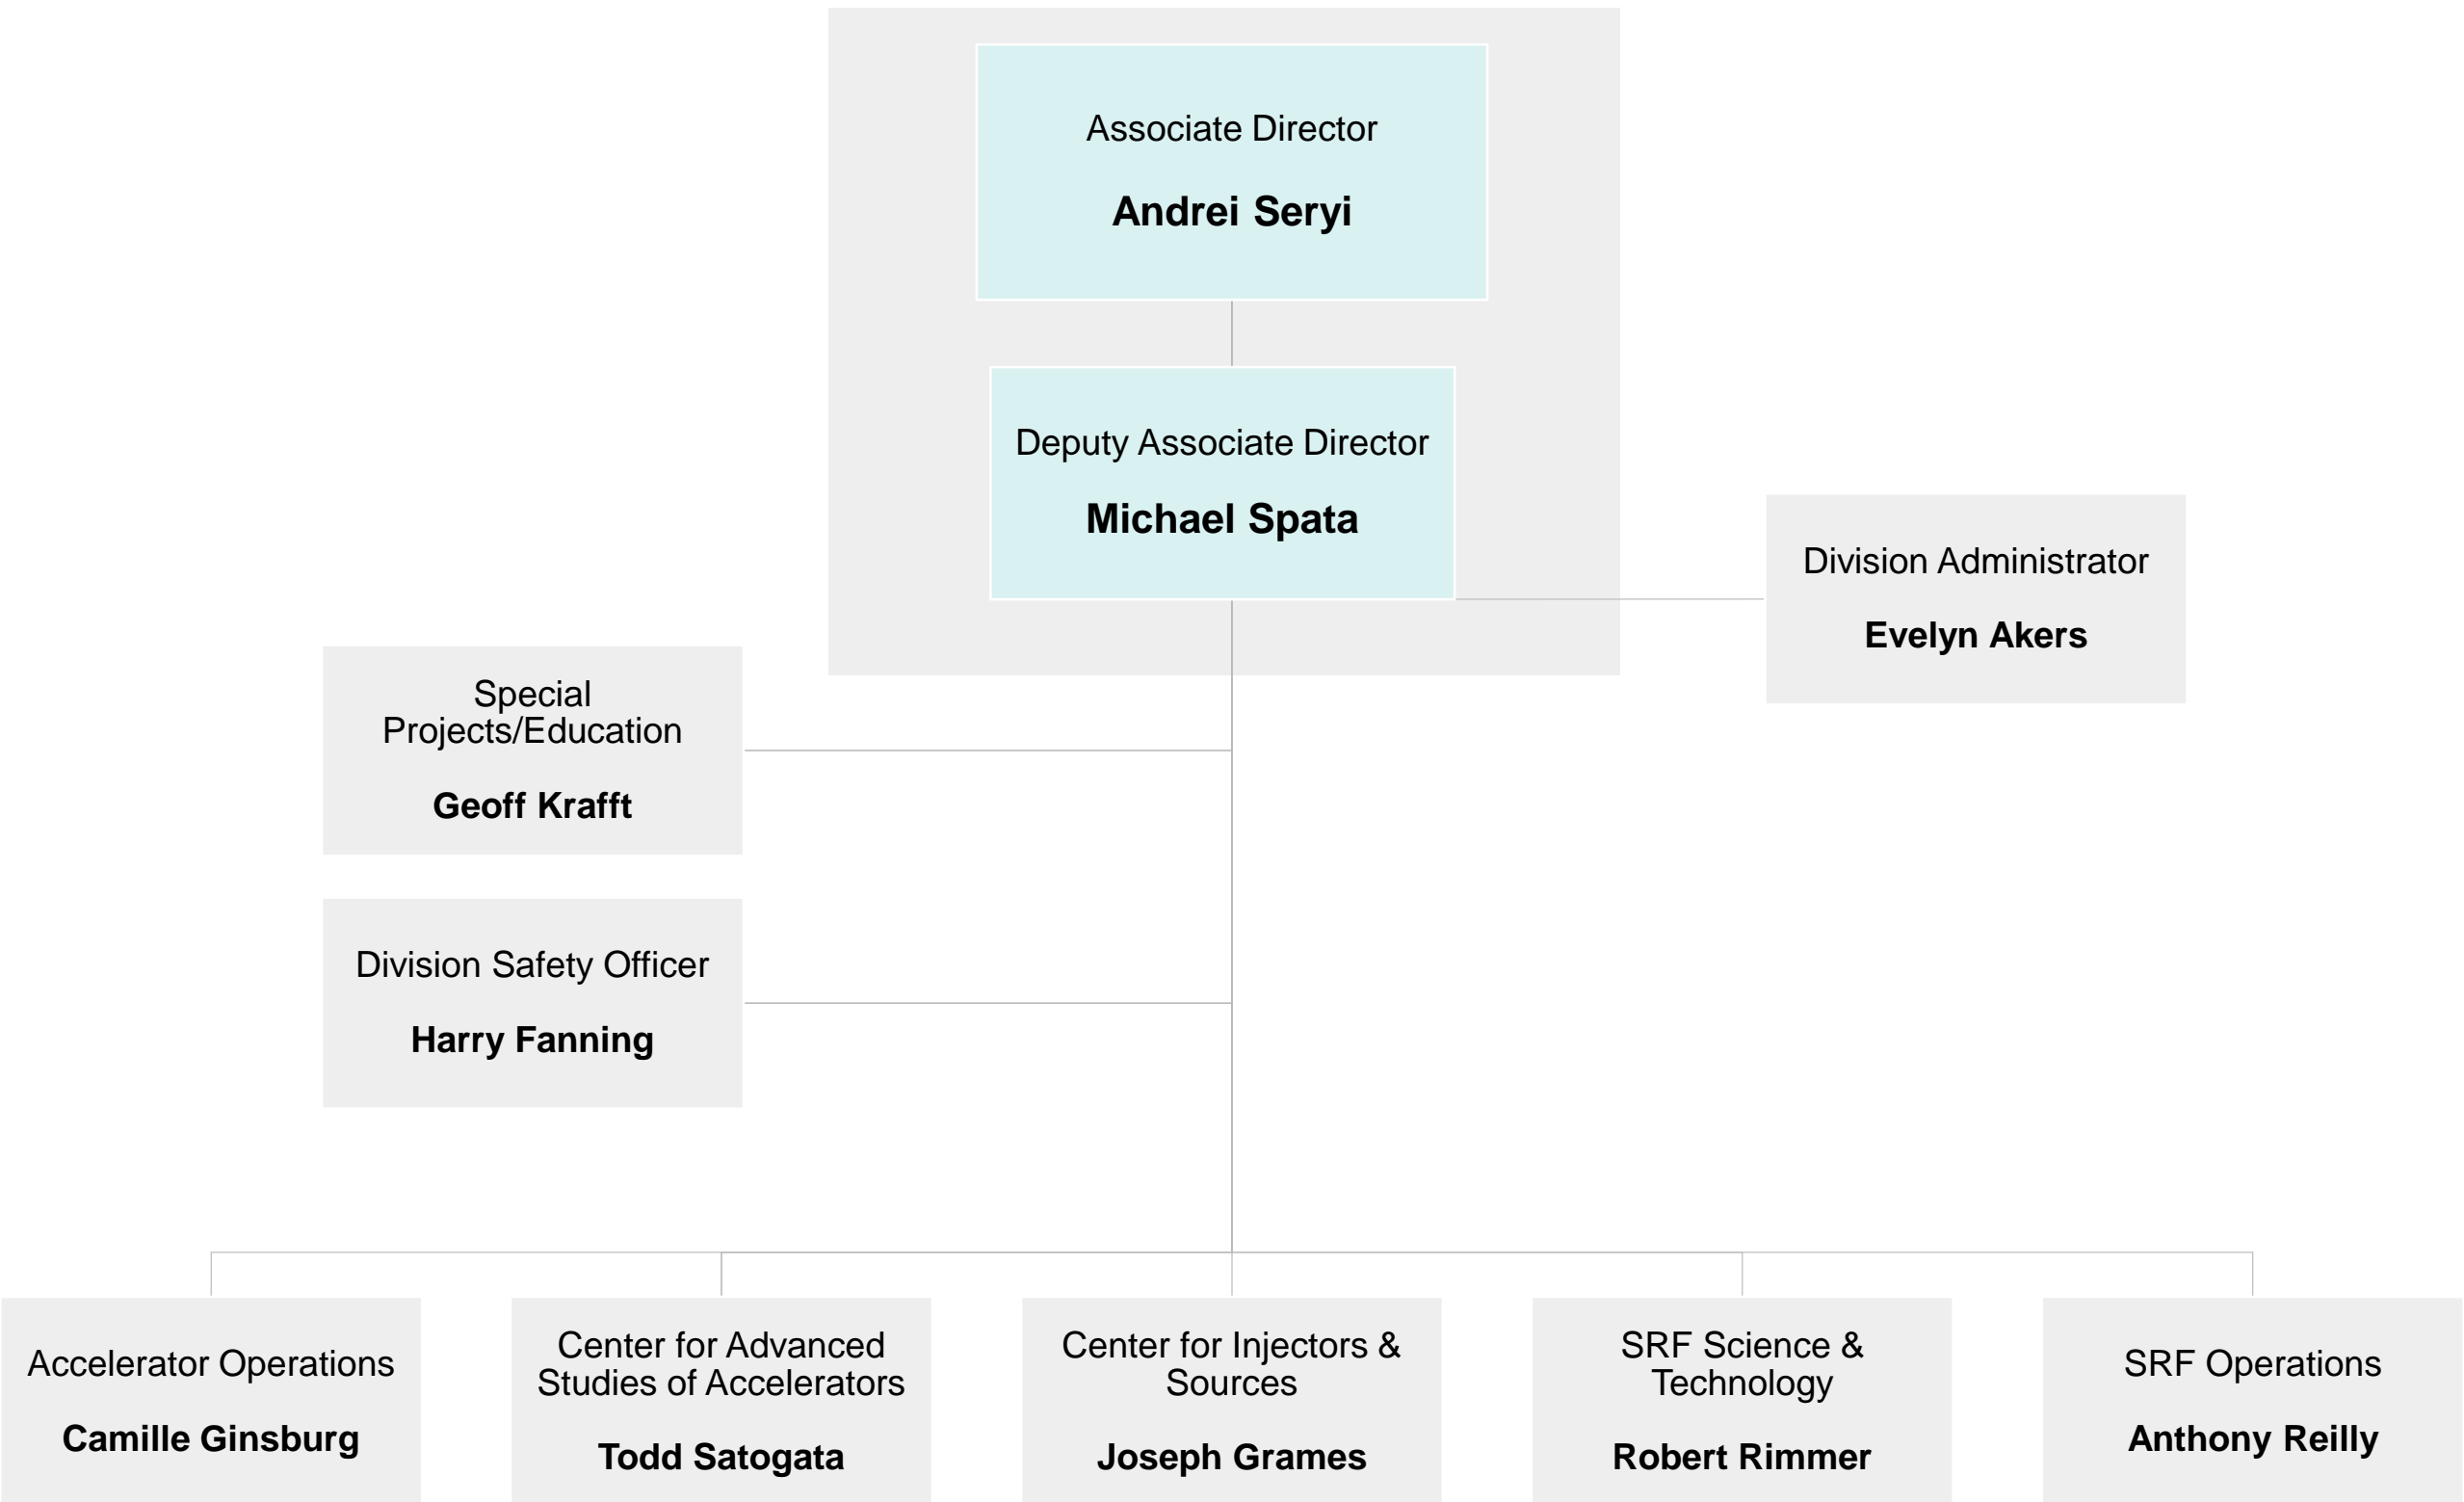 Associate Director
Andrei Seryi
Deputy Associate Director
Michael Spata
Division Administrator
Evelyn Akers
Special
Projects/Education
Geoff Krafft
Division Safety Officer
Harry Fanning
Accelerator Operations
Camille Ginsburg
Center for Advanced
Studies of Accelerators
Todd Satogata
Center for Injectors &
Sources
Joseph Grames
SRF Science &
Technology
Robert Rimmer
SRF Operations
Anthony Reilly